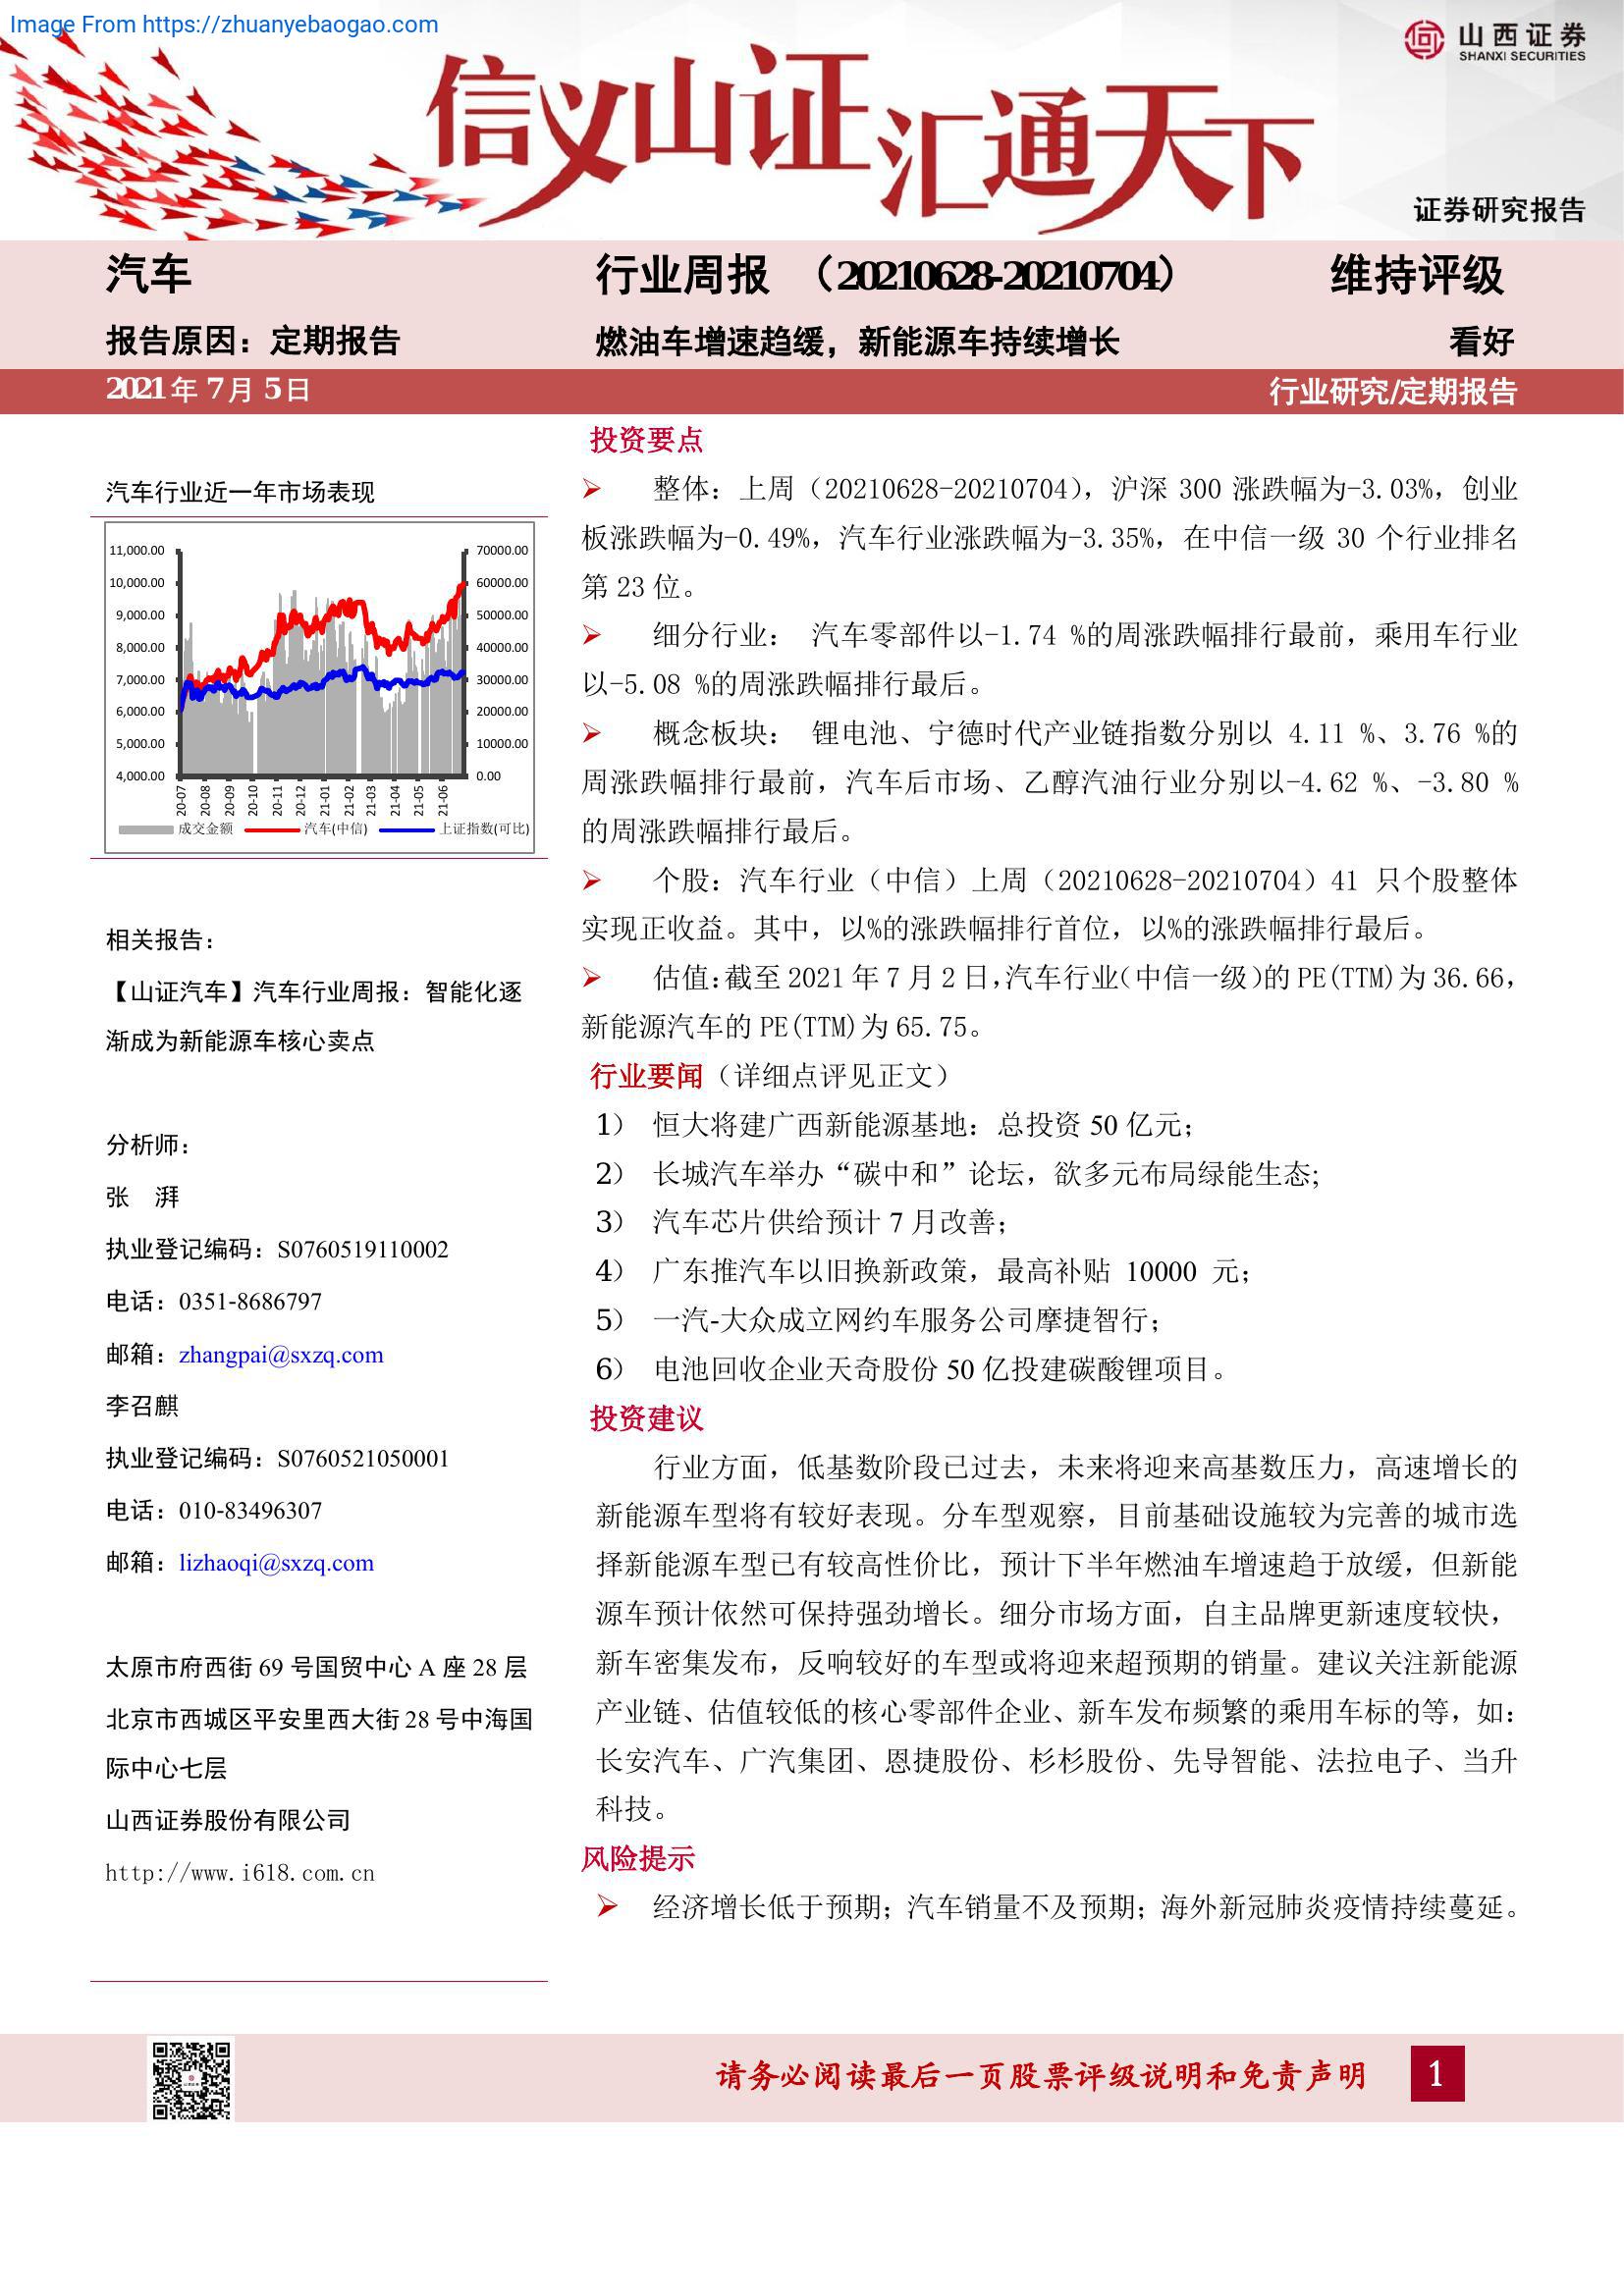 Image From https://zhuanyebaogao.com
山西证券
SHANXI SECURITIES
信义山证汇通天下
证券研究报告
汽车
行业周报 （20210628-20210704） 维持评级
报告原因：定期报告
燃油车增速趋缓，新能源车持续增长 看好
2021 年 7 月 5 日
行业研究/定期报告
汽车行业近一年市场表现
11,000.00
10,000.00
9,000.00
8,000.00
7,000.00
6,000.00
5,000.00
4,000.00
70000.00
60000.00
50000.00
40000.00
30000.00
20000.00
10000.00
0.00
20-07
20-08
20-09
20-10
20-11
20-12
21-01
21-02
21-03
21-04
21-05
21-06
成交金额 汽车(中信) 上证指数(可比)
相关报告：
【山证汽车】汽车行业周报：智能化逐
渐成为新能源车核心卖点
分析师：
张 湃
执业登记编码：S0760519110002
电话：0351-8686797
邮箱：zhangpai@sxzq.com
李召麒
执业登记编码：S0760521050001
电话：010-83496307
邮箱：lizhaoqi@sxzq.com
太原市府西街 69 号国贸中心 A 座 28 层
北京市西城区平安里西大街 28 号中海国
际中心七层
山西证券股份有限公司
http://www.i618.com.cn
投资要点
整体：上周（20210628-20210704），沪深 300 涨跌幅为-3.03%，创业
板涨跌幅为-0.49%，汽车行业涨跌幅为-3.35%，在中信一级 30 个行业排名
第 23 位。
细分行业： 汽车零部件以-1.74 %的周涨跌幅排行最前，乘用车行业
以-5.08 %的周涨跌幅排行最后。
概念板块： 锂电池、宁德时代产业链指数分别以 4.11 %、3.76 %的
周涨跌幅排行最前，汽车后市场、乙醇汽油行业分别以-4.62 %、-3.80 %
的周涨跌幅排行最后。
个股：汽车行业（中信）上周（20210628-20210704）41 只个股整体
实现正收益。其中，以%的涨跌幅排行首位，以%的涨跌幅排行最后。
估值：截至 2021 年 7 月 2 日，汽车行业（中信一级）的 PE(TTM)为 36.66，
新能源汽车的 PE(TTM)为 65.75。
行业要闻（详细点评见正文）
1） 恒大将建广西新能源基地：总投资 50 亿元；
2） 长城汽车举办“碳中和”论坛，欲多元布局绿能生态;
3） 汽车芯片供给预计 7 月改善；
4） 广东推汽车以旧换新政策，最高补贴 10000 元；
5） 一汽-大众成立网约车服务公司摩捷智行；
6） 电池回收企业天奇股份 50 亿投建碳酸锂项目。
投资建议
行业方面，低基数阶段已过去，未来将迎来高基数压力，高速增长的
新能源车型将有较好表现。分车型观察，目前基础设施较为完善的城市选
择新能源车型已有较高性价比，预计下半年燃油车增速趋于放缓，但新能
源车预计依然可保持强劲增长。细分市场方面，自主品牌更新速度较快，
新车密集发布，反响较好的车型或将迎来超预期的销量。建议关注新能源
产业链、估值较低的核心零部件企业、新车发布频繁的乘用车标的等，如：
长安汽车、广汽集团、恩捷股份、杉杉股份、先导智能、法拉电子、当升
科技。
风险提示
经济增长低于预期；汽车销量不及预期；海外新冠肺炎疫情持续蔓延。
请务必阅读最后一页股票评级说明和免责声明 1